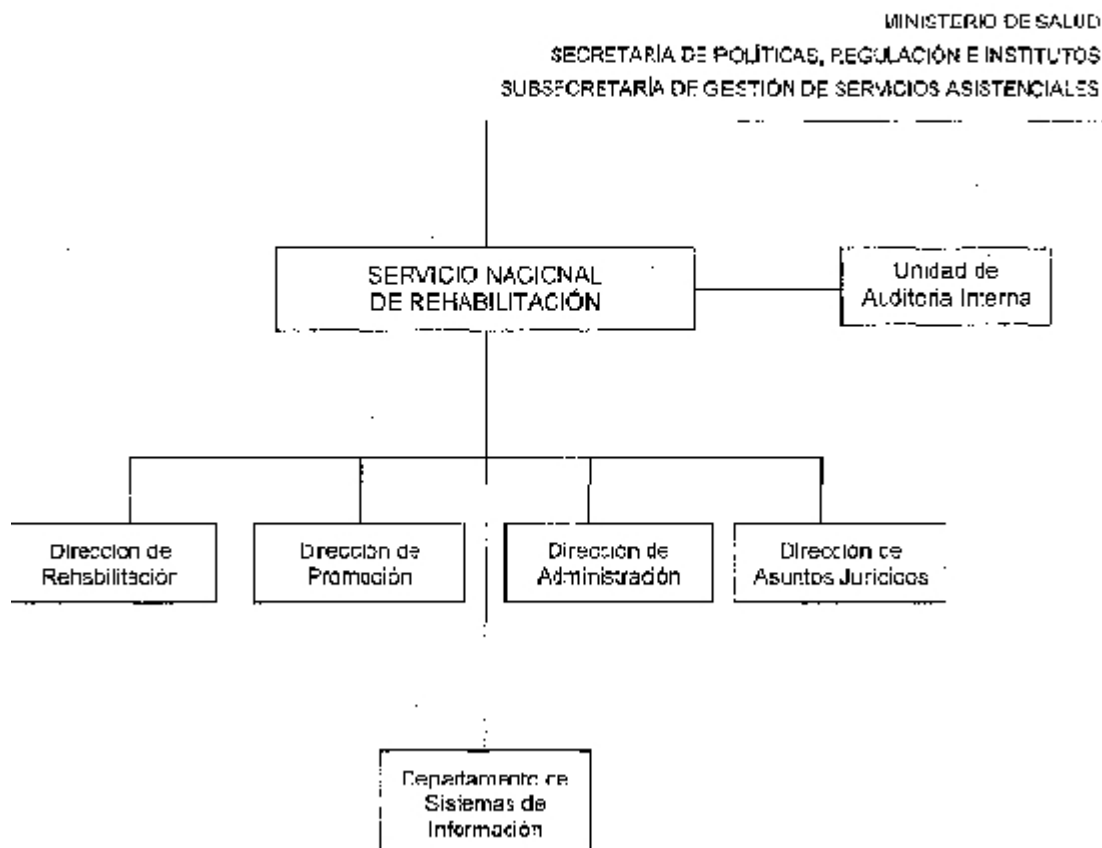 MINISTERIO DE SALUD
SECRETARÍA DE POLÍTICAS, REGULACIÓN E INSTITUTOS
SUBSECRETARÍA DE GESTIÓN DE SERVICIOS ASISTENCIALES
SERVICIO NACIONAL
DE REHABILITACIÓN
Unidad de
Auditoria Interna
Dirección de
Rehabilitación
Dirección de
Promoción
Dirección de
Administración
Dirección de
Asuntos Jurídicos
Departamento de
Sistemas de
Información